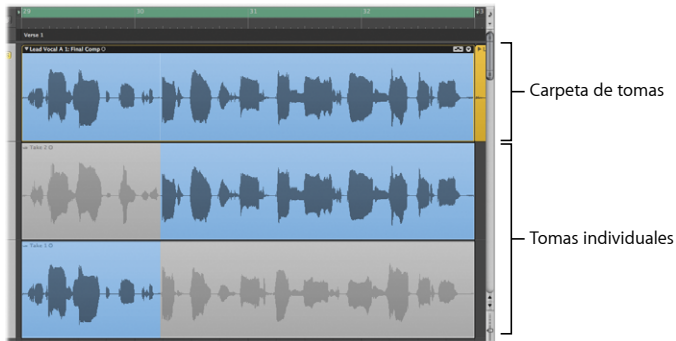 29 30 31 32
Verse 1
Lead Vocal A 1: Final Comp
Carpeta de tomas
Take 2
Tomas individuales
Take